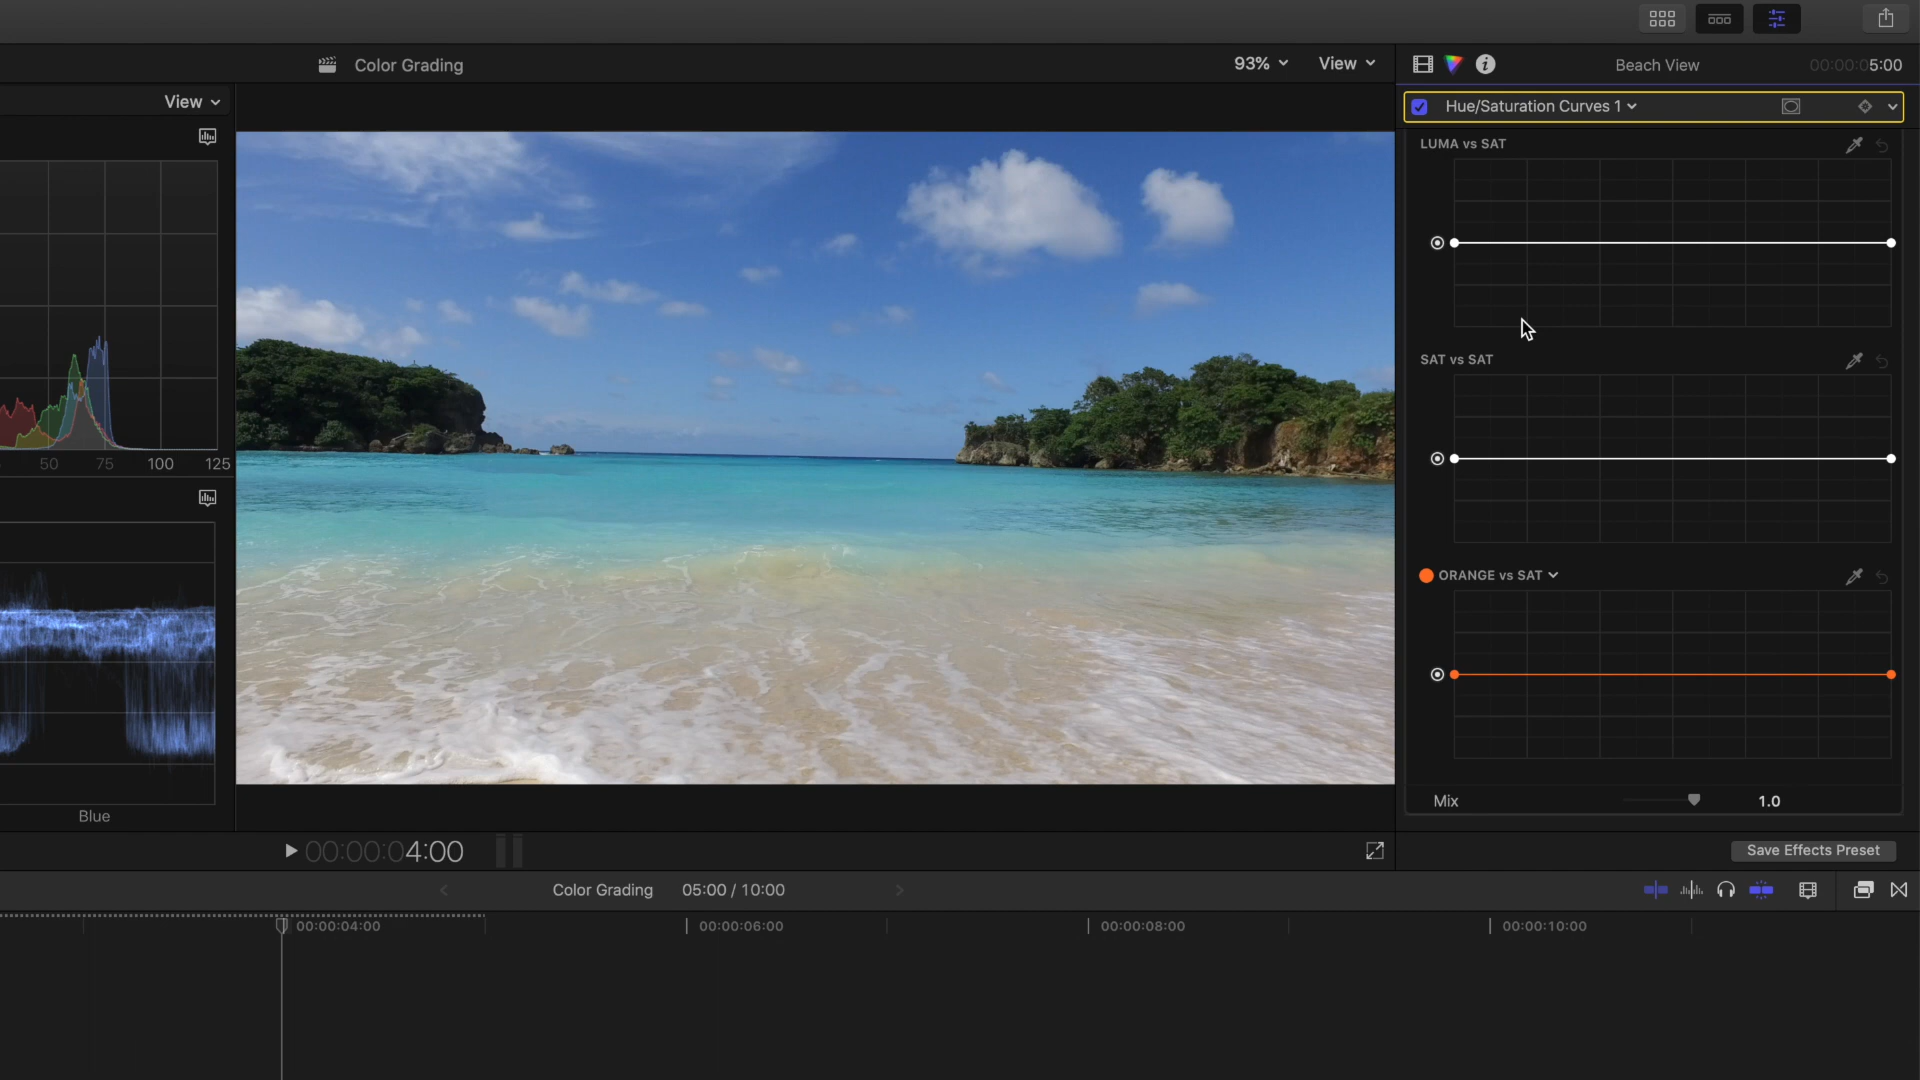 Color Grading
93%
View
Beach View
00:00:05:00
View
Hue/Saturation Curves 1
LUMA vs SAT
SAT vs SAT
50
75
100
125
ORANGE vs SAT
Mix
1.0
Blue
00:00:04:00
Save Effects Preset
Color Grading
05:00 / 10:00
00:00:04:00
00:00:06:00
00:00:08:00
00:00:10:00